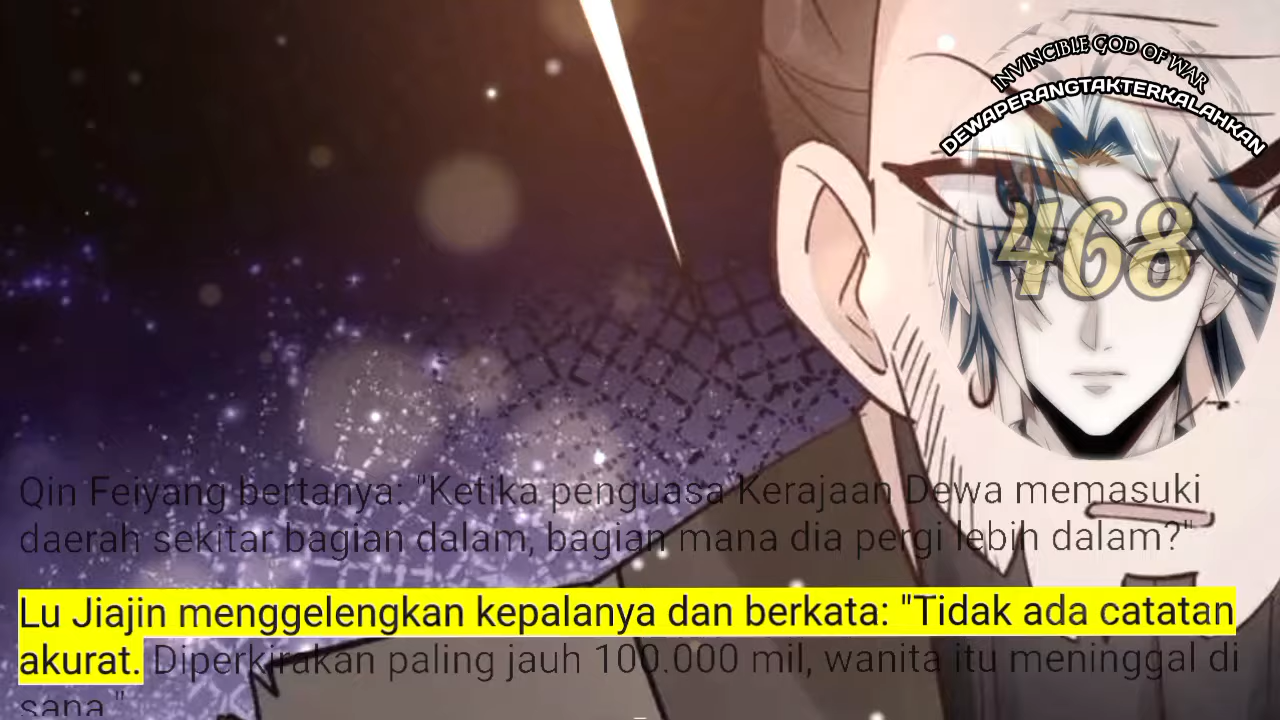 INVINCIBLE GOD OF WAR
DEWAPERANGTAKTERKALAHKAN
468
Qin Feiyang bertanya: "Ketika penguasa Kerajaan Dewa memasuki
daerah sekitar bagian dalam, bagian mana dia pergi lebih dalam?"
Lu Jiajin menggelengkan kepalanya dan berkata: "Tidak ada catatan
akurat. Diperkirakan paling jauh 100.000 mil, wanita itu meninggal di
sana."